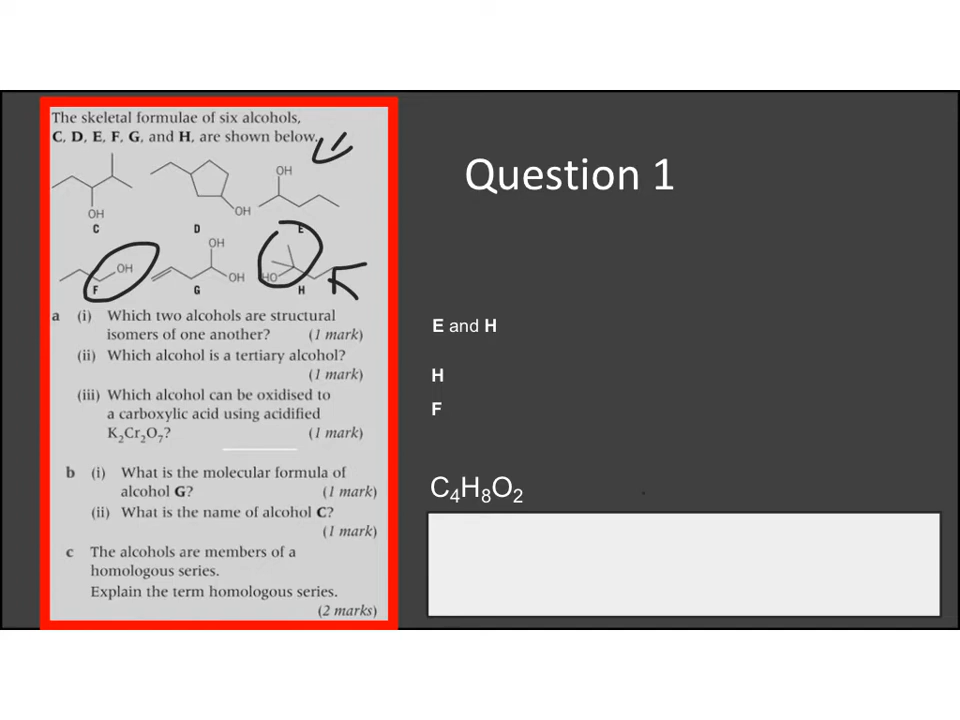 The skeletal formulae of six alcohols,
C, D, E, F, G, and H, are shown below.
OH
OH
OH
C
D
E
OH
OH
OH
HO
F
G
H
a (i) Which two alcohols are structural
isomers of one another? (1 mark)
(ii) Which alcohol is a tertiary alcohol?
(1 mark)
(iii) Which alcohol can be oxidised to
a carboxylic acid using acidified
K₂Cr₂O₇? (1 mark)
b (i) What is the molecular formula of
alcohol G? (1 mark)
(ii) What is the name of alcohol C?
(1 mark)
c The alcohols are members of a
homologous series.
Explain the term homologous series.
(2 marks)
Question 1
E and H
H
F
C₄H₈O₂